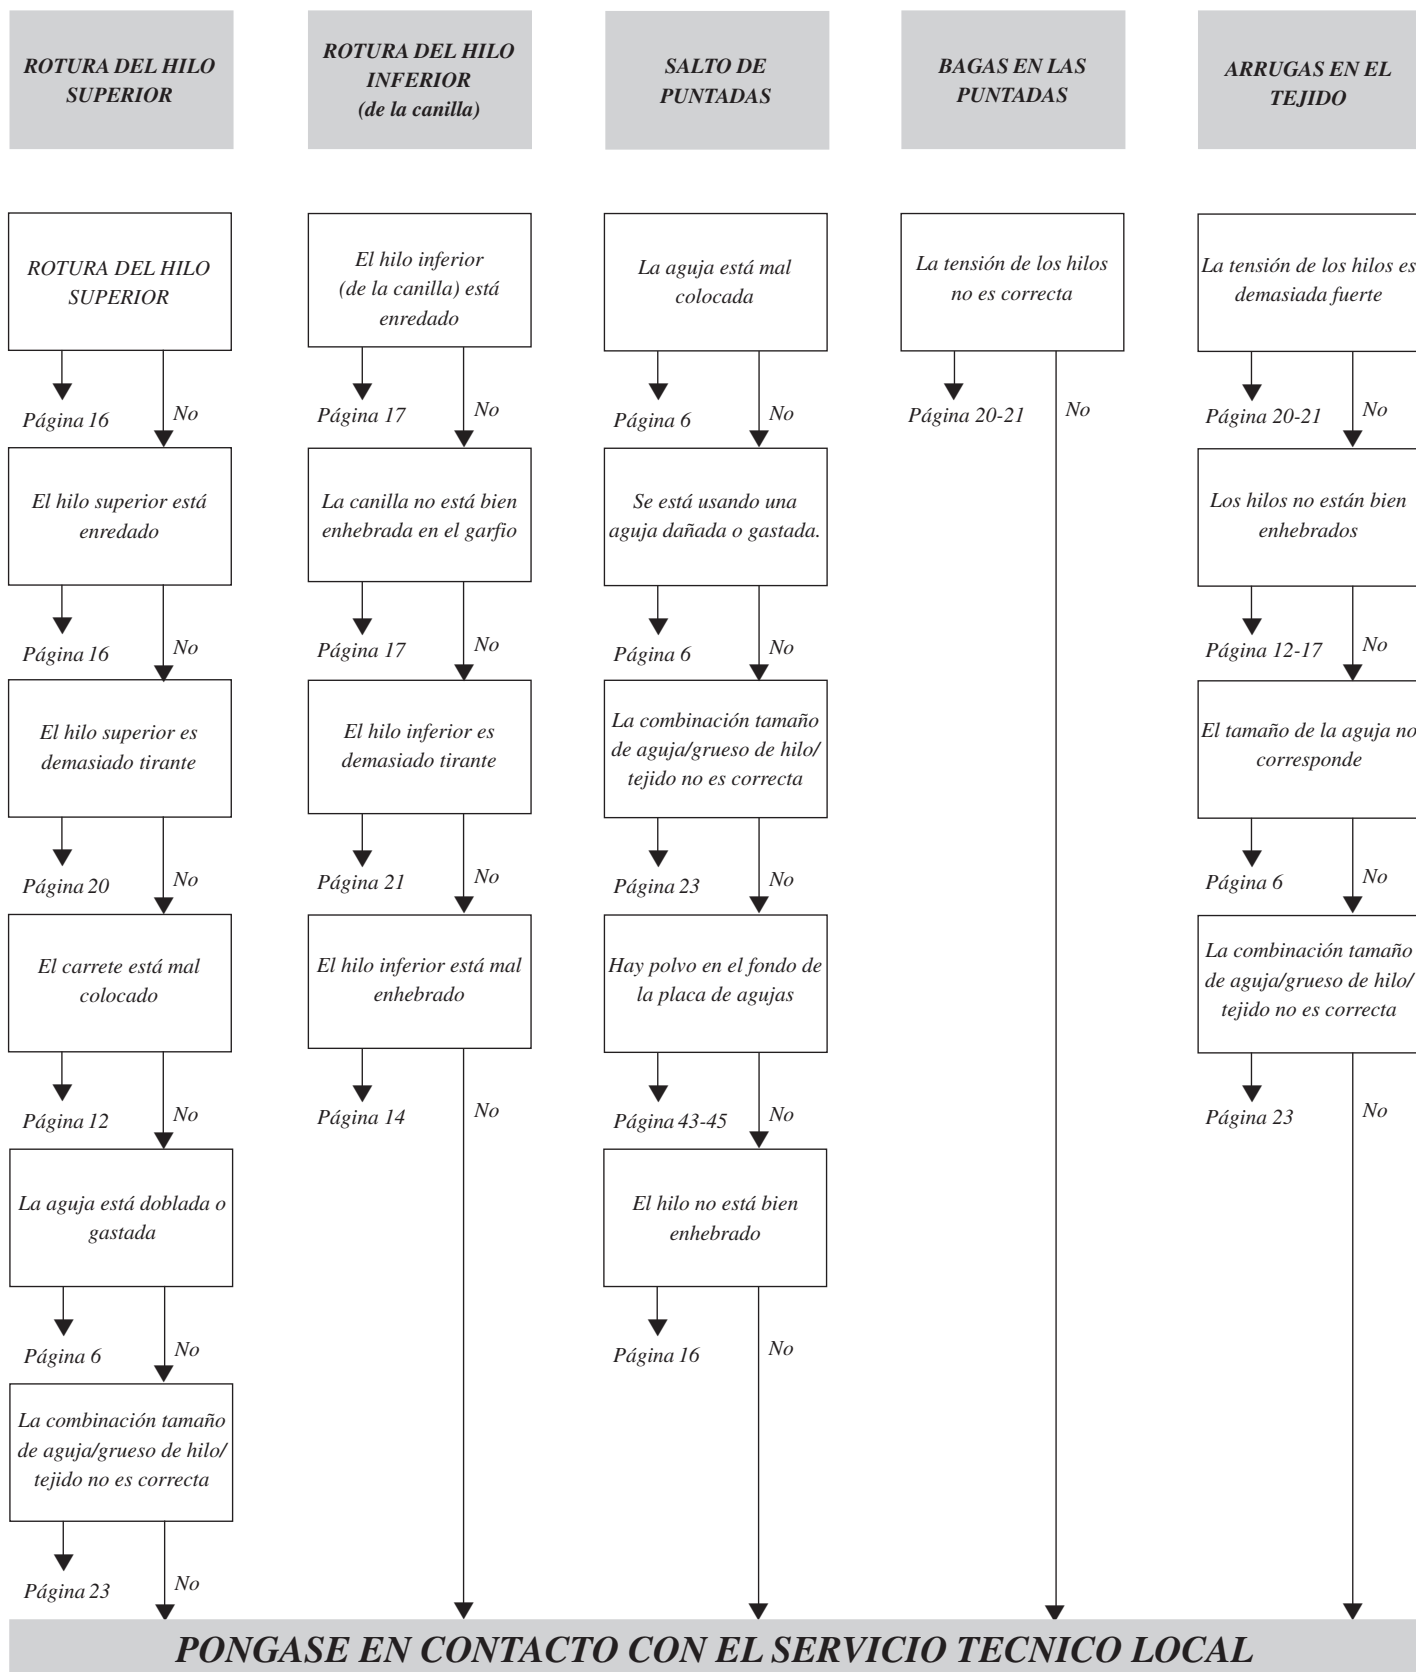 ROTURA DEL HILO
SUPERIOR
ROTURA DEL HILO
INFERIOR
(de la canilla)
SALTO DE
PUNTADAS
BAGAS EN LAS
PUNTADAS
ARRUGAS EN EL
TEJIDO
ROTURA DEL HILO
SUPERIOR
Página 16
No
El hilo superior está
enredado
Página 16
No
El hilo superior es
demasiado tirante
Página 20
No
El carrete está mal
colocado
Página 12
No
La aguja está doblada o
gastada
Página 6
No
La combinación tamaño
de aguja/grueso de hilo/
tejido no es correcta
Página 23
No
El hilo inferior
(de la canilla) está
enredado
Página 17
No
La canilla no está bien
enhebrada en el garfio
Página 17
No
El hilo inferior es
demasiado tirante
Página 21
No
El hilo inferior está mal
enhebrado
Página 14
No
La aguja está mal
colocada
Página 6
No
Se está usando una
aguja dañada o gastada.
Página 6
No
La combinación tamaño
de aguja/grueso de hilo/
tejido no es correcta
Página 23
No
Hay polvo en el fondo de
la placa de agujas
Página 43-45
No
El hilo no está bien
enhebrado
Página 16
No
La tensión de los hilos
no es correcta
Página 20-21
No
La tensión de los hilos es
demasiada fuerte
Página 20-21
No
Los hilos no están bien
enhebrados
Página 12-17
No
El tamaño de la aguja no
corresponde
Página 6
No
La combinación tamaño
de aguja/grueso de hilo/
tejido no es correcta
Página 23
No
PONGASE EN CONTACTO CON EL SERVICIO TECNICO LOCAL